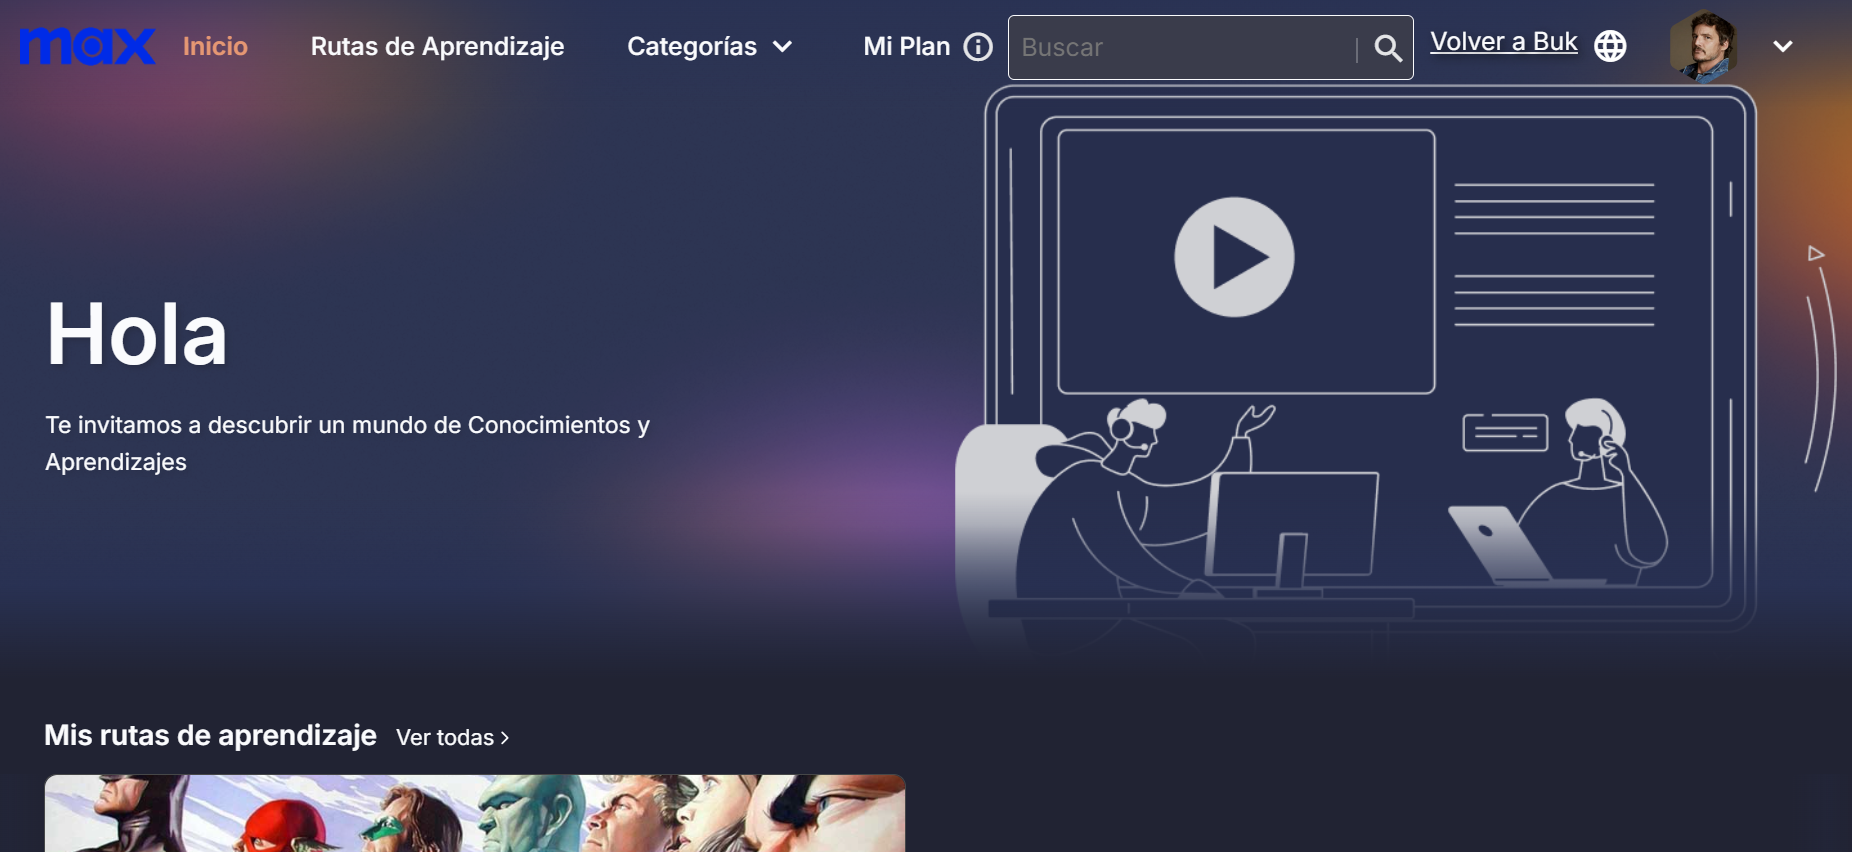 max Inicio Rutas de Aprendizaje Categorías Mi Plan Buscar Volver a Buk
Hola
Te invitamos a descubrir un mundo de Conocimientos y
Aprendizajes
Mis rutas de aprendizaje Ver todas